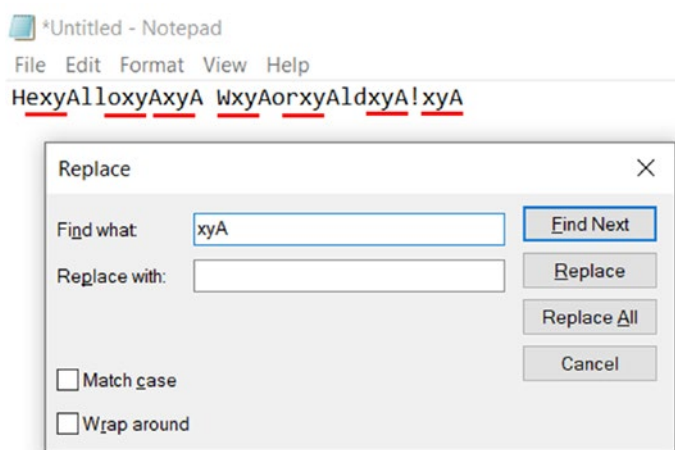 *Untitled - Notepad
File Edit Format View Help
HexyAlloxyAxyA WxyAorxyAldxyA!xyA
Replace
Find what:
xyA
Find Next
Replace with:
Replace
Replace All
Cancel
Match case
Wrap around